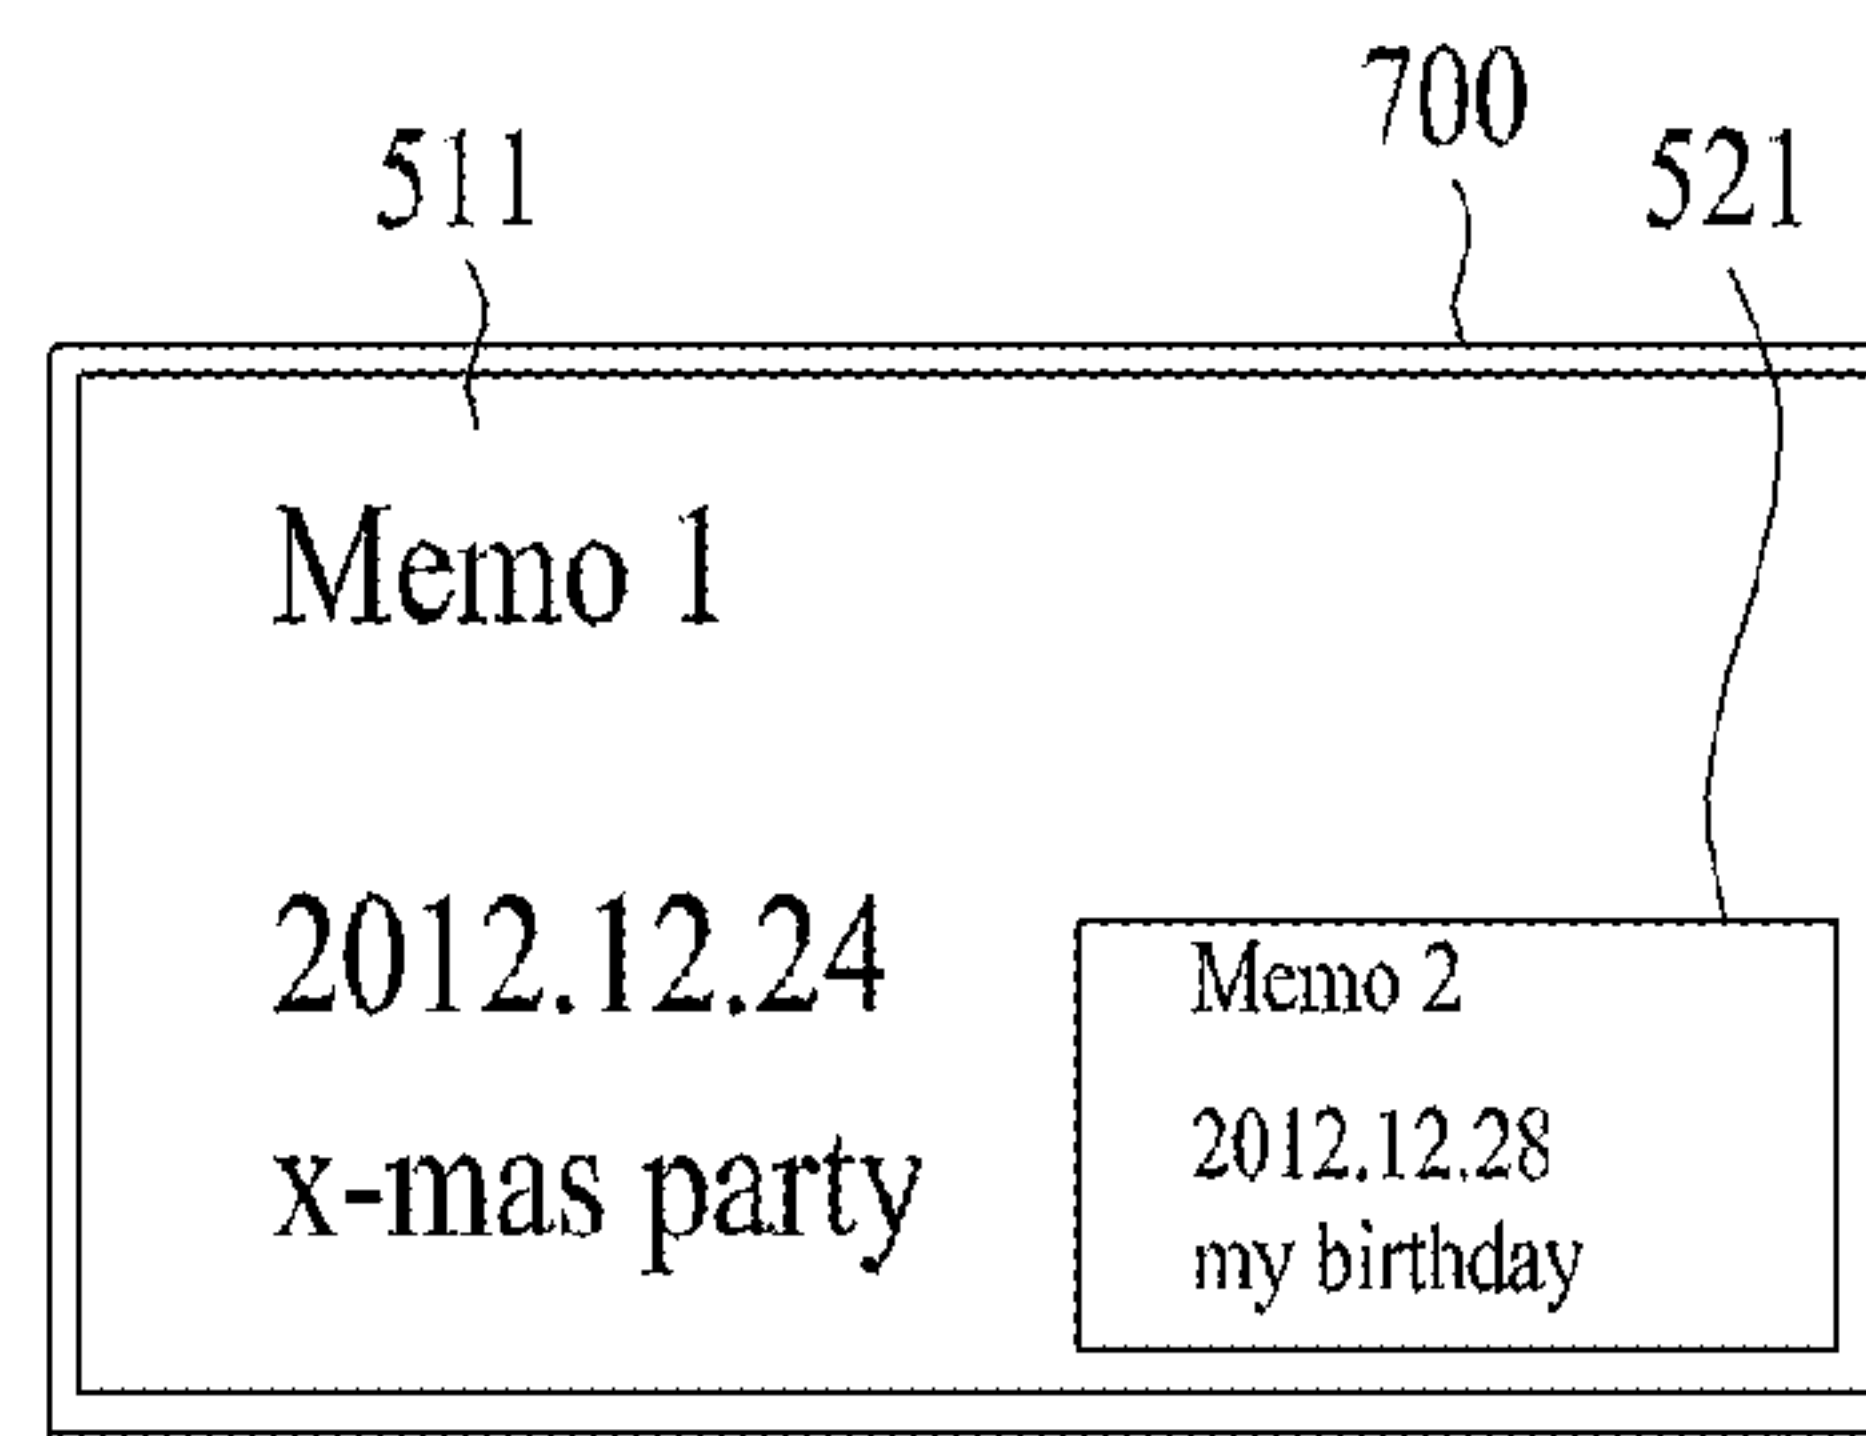 700
511
521
Memo 1
2012.12.24
x-mas party
Memo 2
2012.12.28
my birthday